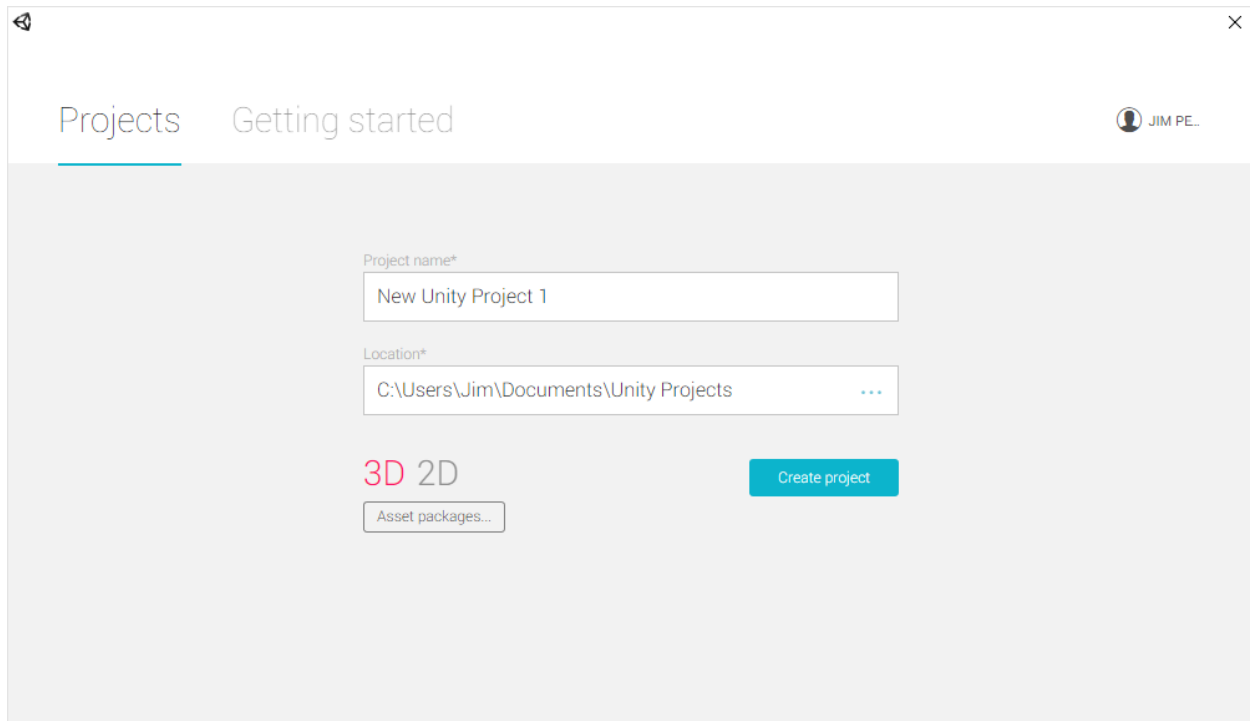 Projects Getting started JIM PE..
Project name*
New Unity Project 1
Location*
C:\Users\Jim\Documents\Unity Projects ...
3D 2D Create project
Asset packages...